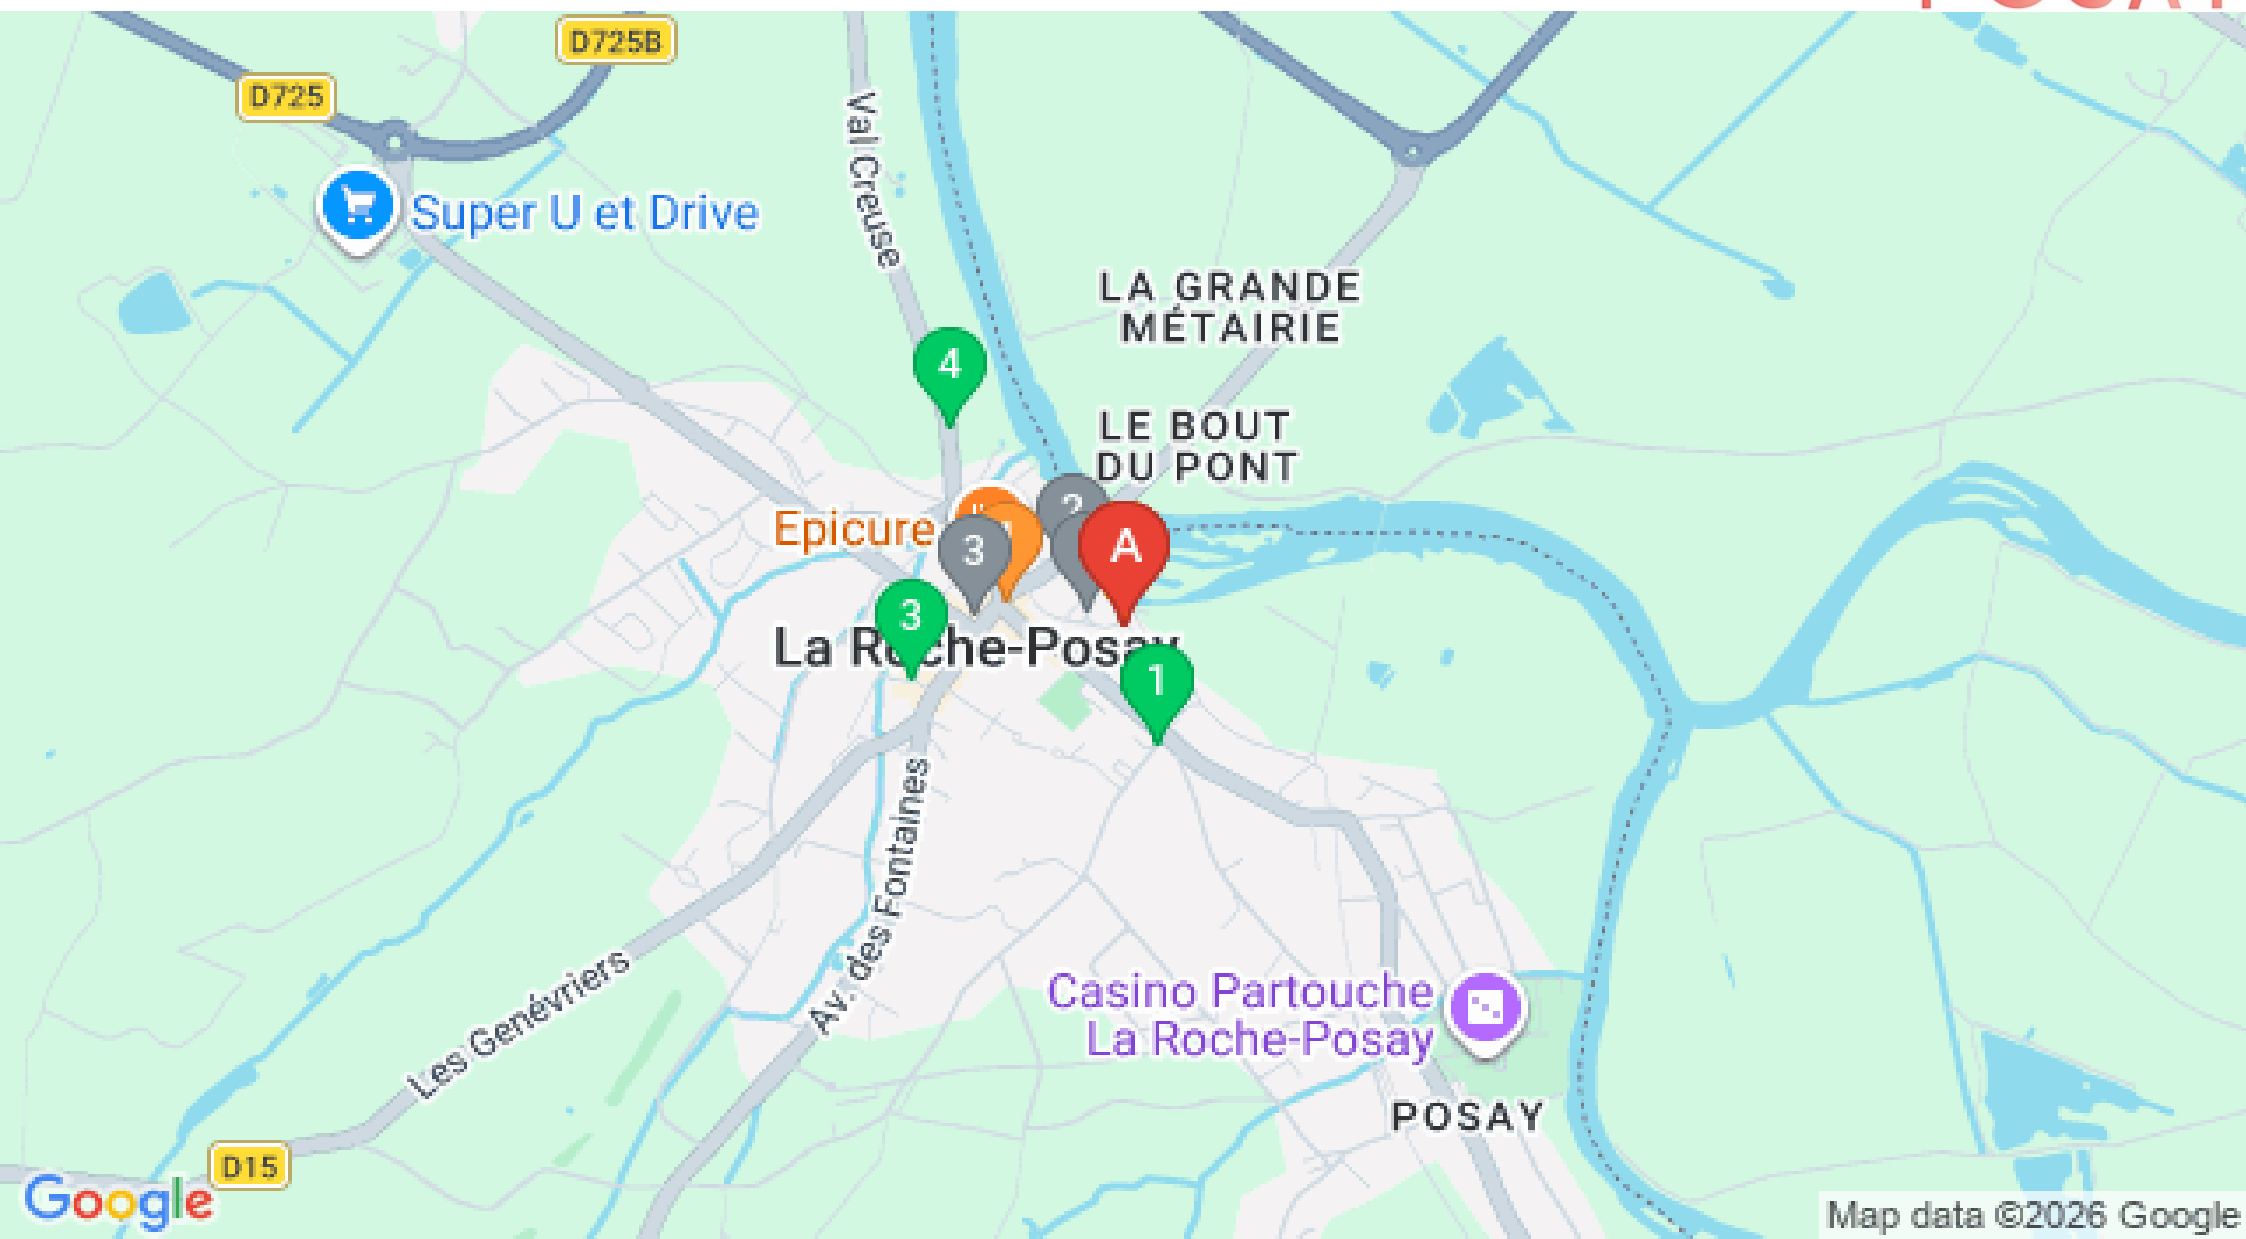 D725B
D725
Val Creuse
Super U et Drive
LA GRANDE
MÉTAIRIE
4
LE BOUT
DU PONT
2
Epicure
3
A
3
La Roche-Posay
1
Av. des Fontaines
Les Genévriers
Casino Partouche
La Roche-Posay
POSAY
D15
Google
Map data ©2026 Google